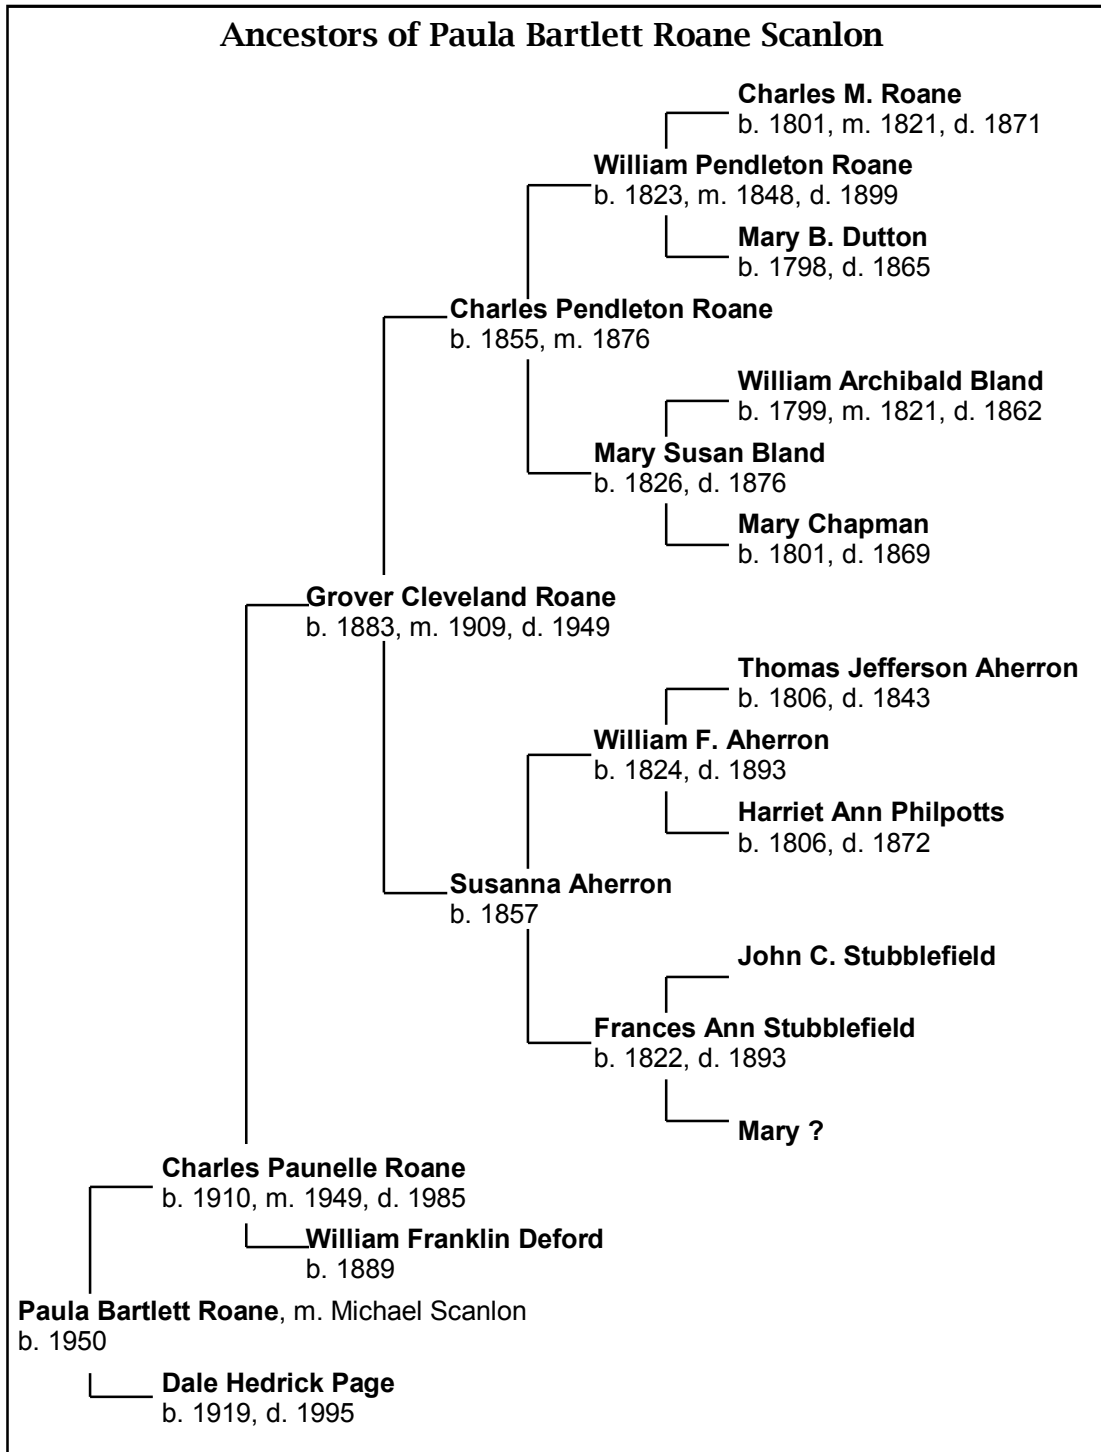 Ancestors of Paula Bartlett Roane Scanlon
Charles M. Roane
b. 1801, m. 1821, d. 1871
William Pendleton Roane
b. 1823, m. 1848, d. 1899
Mary B. Dutton
b. 1798, d. 1865
Charles Pendleton Roane
b. 1855, m. 1876
William Archibald Bland
b. 1799, m. 1821, d. 1862
Mary Susan Bland
b. 1826, d. 1876
Mary Chapman
b. 1801, d. 1869
Grover Cleveland Roane
b. 1883, m. 1909, d. 1949
Thomas Jefferson Aherron
b. 1806, d. 1843
William F. Aherron
b. 1824, d. 1893
Harriet Ann Philpotts
b. 1806, d. 1872
Susanna Aherron
b. 1857
John C. Stubblefield
Frances Ann Stubblefield
b. 1822, d. 1893
Mary ?
Charles Paunelle Roane
b. 1910, m. 1949, d. 1985
William Franklin Deford
b. 1889
Paula Bartlett Roane, m. Michael Scanlon
b. 1950
Dale Hedrick Page
b. 1919, d. 1995